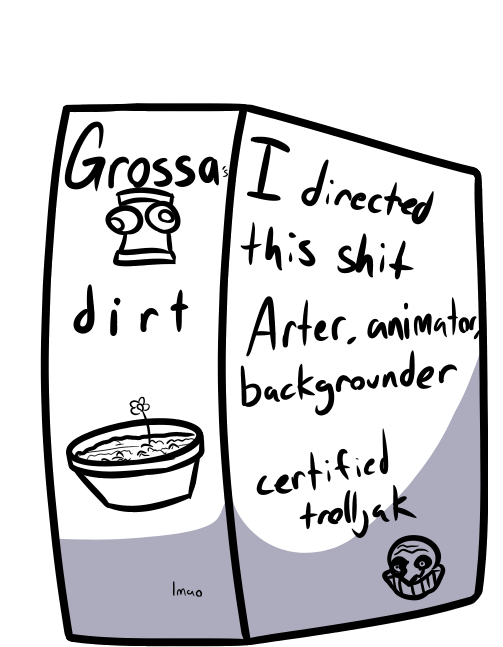 Grossa's
dirt
lmao
I directed
this shit
Arter, animator,
backgrounder
certified
trolljak